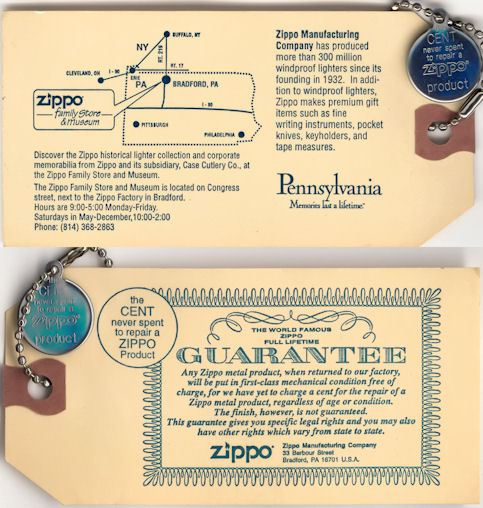 BUFFALO, NY
NY
RT. 219
CLEVELAND, OH
I - 90
RT. 17
ERIE
PA
BRADFORD, PA
Zippo
family Store
& Museum
I - 80
PITTSBURGH
PHILADELPHIA
Discover the Zippo historical lighter collection and corporate
memorabilia from Zippo and its subsidiary, Case Cutlery Co., at
the Zippo Family Store and Museum.
The Zippo Family Store and Museum is located on Congress
street, next to the Zippo Factory in Bradford.
Hours are 9:00-5:00 Monday-Friday.
Saturdays in May-December,10:00-2:00
Phone: (814) 368-2863
Zippo Manufacturing
Company has produced
more than 300 million
windproof lighters since its
founding in 1932. In addi-
tion to windproof lighters,
Zippo makes premium gift
items such as fine
writing instruments, pocket
knives, keyholders, and
tape measures.
Pennsylvania
Memories last a lifetime.
CENT
never spent
to repair a
Zippo
product
CENT
never spent
to repair a
Zippo
product
the
CENT
never spent
to repair a
ZIPPO
Product
THE WORLD FAMOUS
ZIPPO
FULL LIFETIME
GUARANTEE
Any Zippo metal product, when returned to our factory,
will be put in first-class mechanical condition free of
charge, for we have yet to charge a cent for the repair of a
Zippo metal product, regardless of age or condition.
The finish, however, is not guaranteed.
This guarantee gives you specific legal rights and you may also
have other rights which vary from state to state.
Zippo
Zippo Manufacturing Company
33 Barbour Street
Bradford, PA 16701 U.S.A.